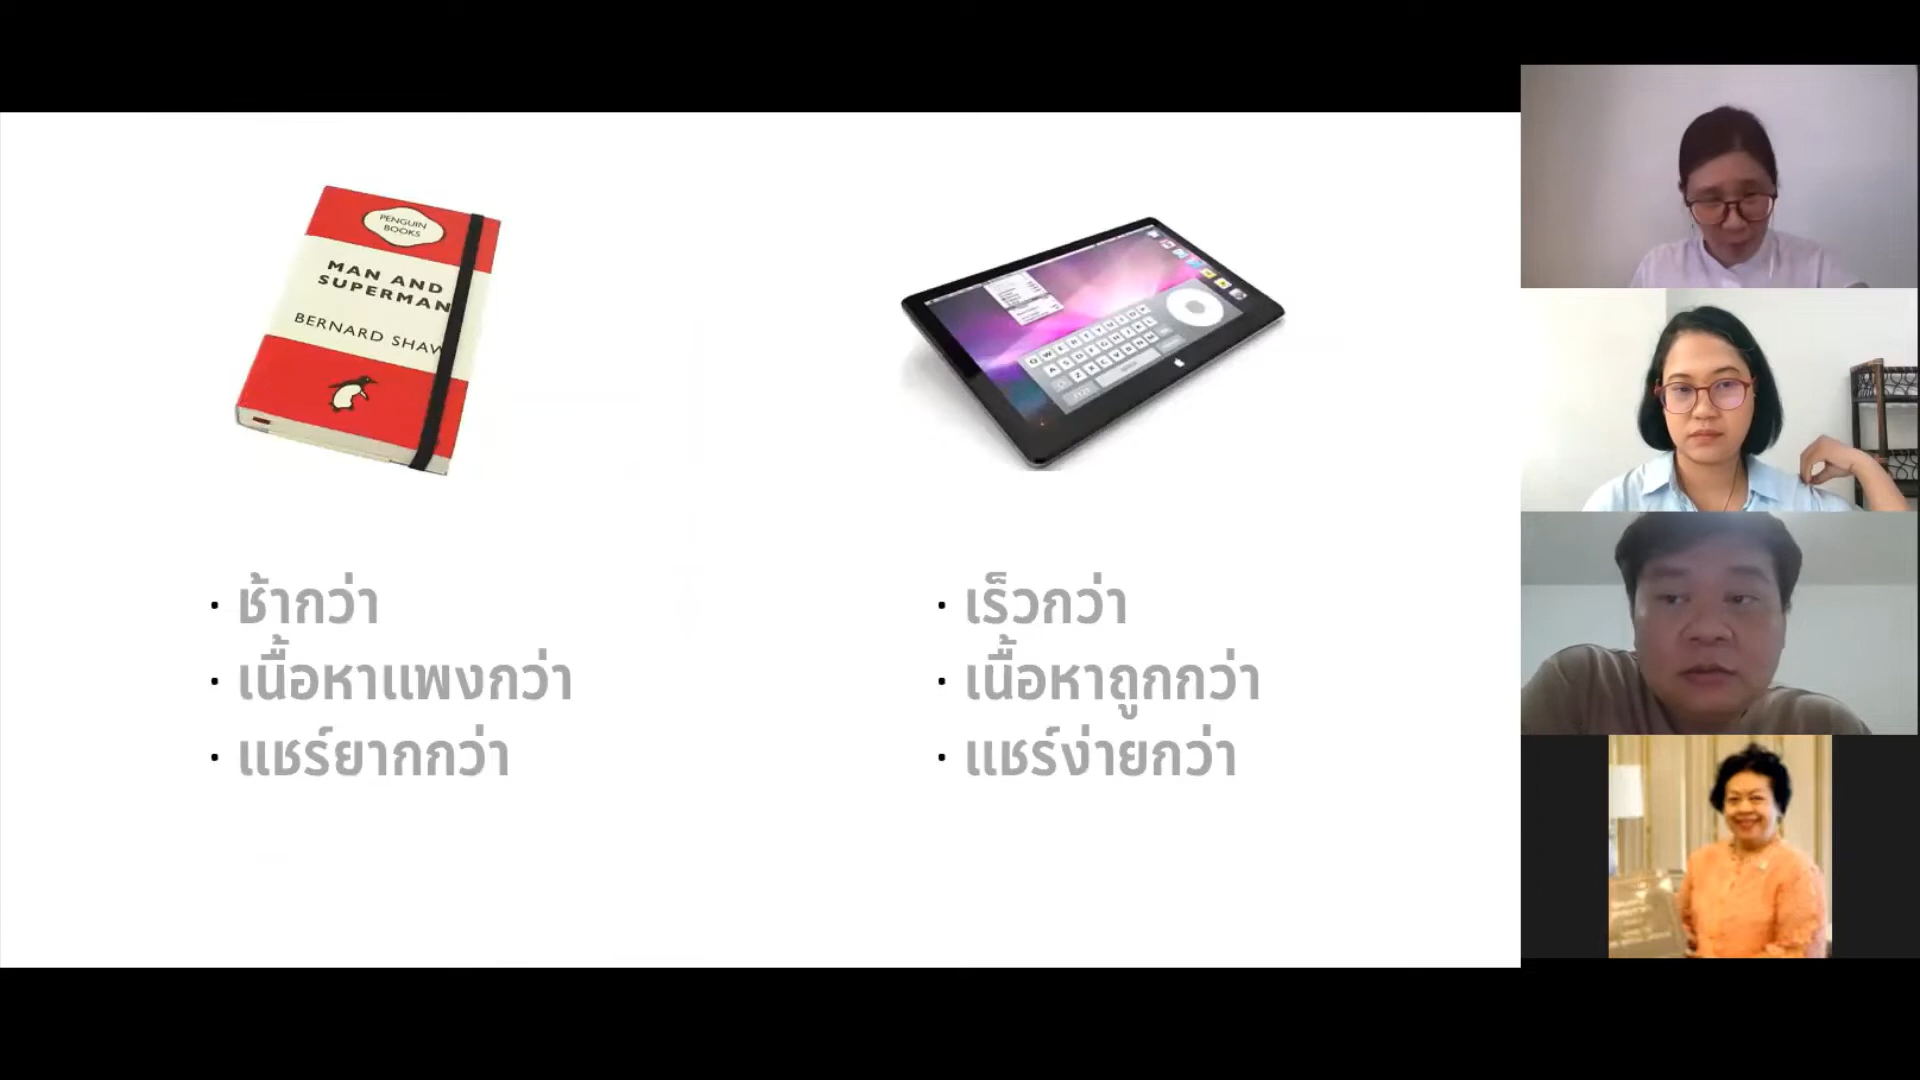 PENGUIN
BOOKS
MAN AND
SUPERMAN
BERNARD SHAW
· ช้ากว่า
· เนื้อหาแพงกว่า
· แชร์ยากกว่า
· เร็วกว่า
· เนื้อหาถูกกว่า
· แชร์ง่ายกว่า